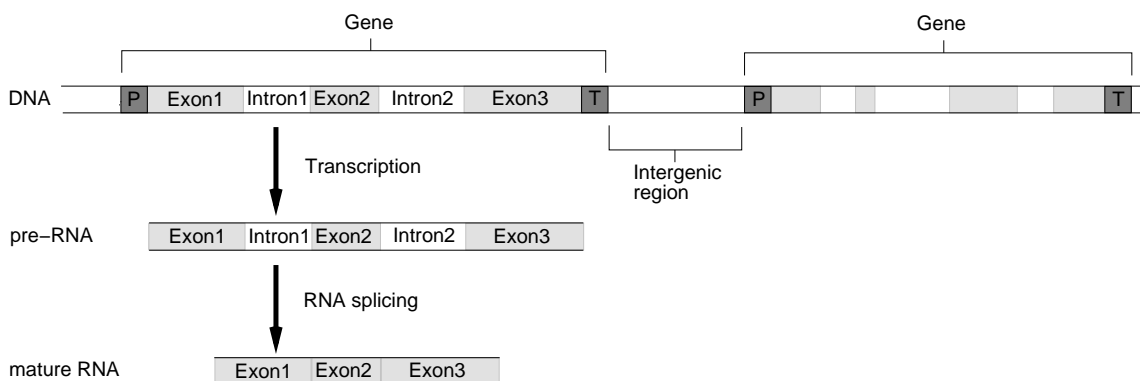 Gene Gene
DNA P Exon1 Intron1 Exon2 Intron2 Exon3 T P T
Transcription
Intergenic
region
pre−RNA Exon1 Intron1 Exon2 Intron2 Exon3
RNA splicing
mature RNA Exon1 Exon2 Exon3